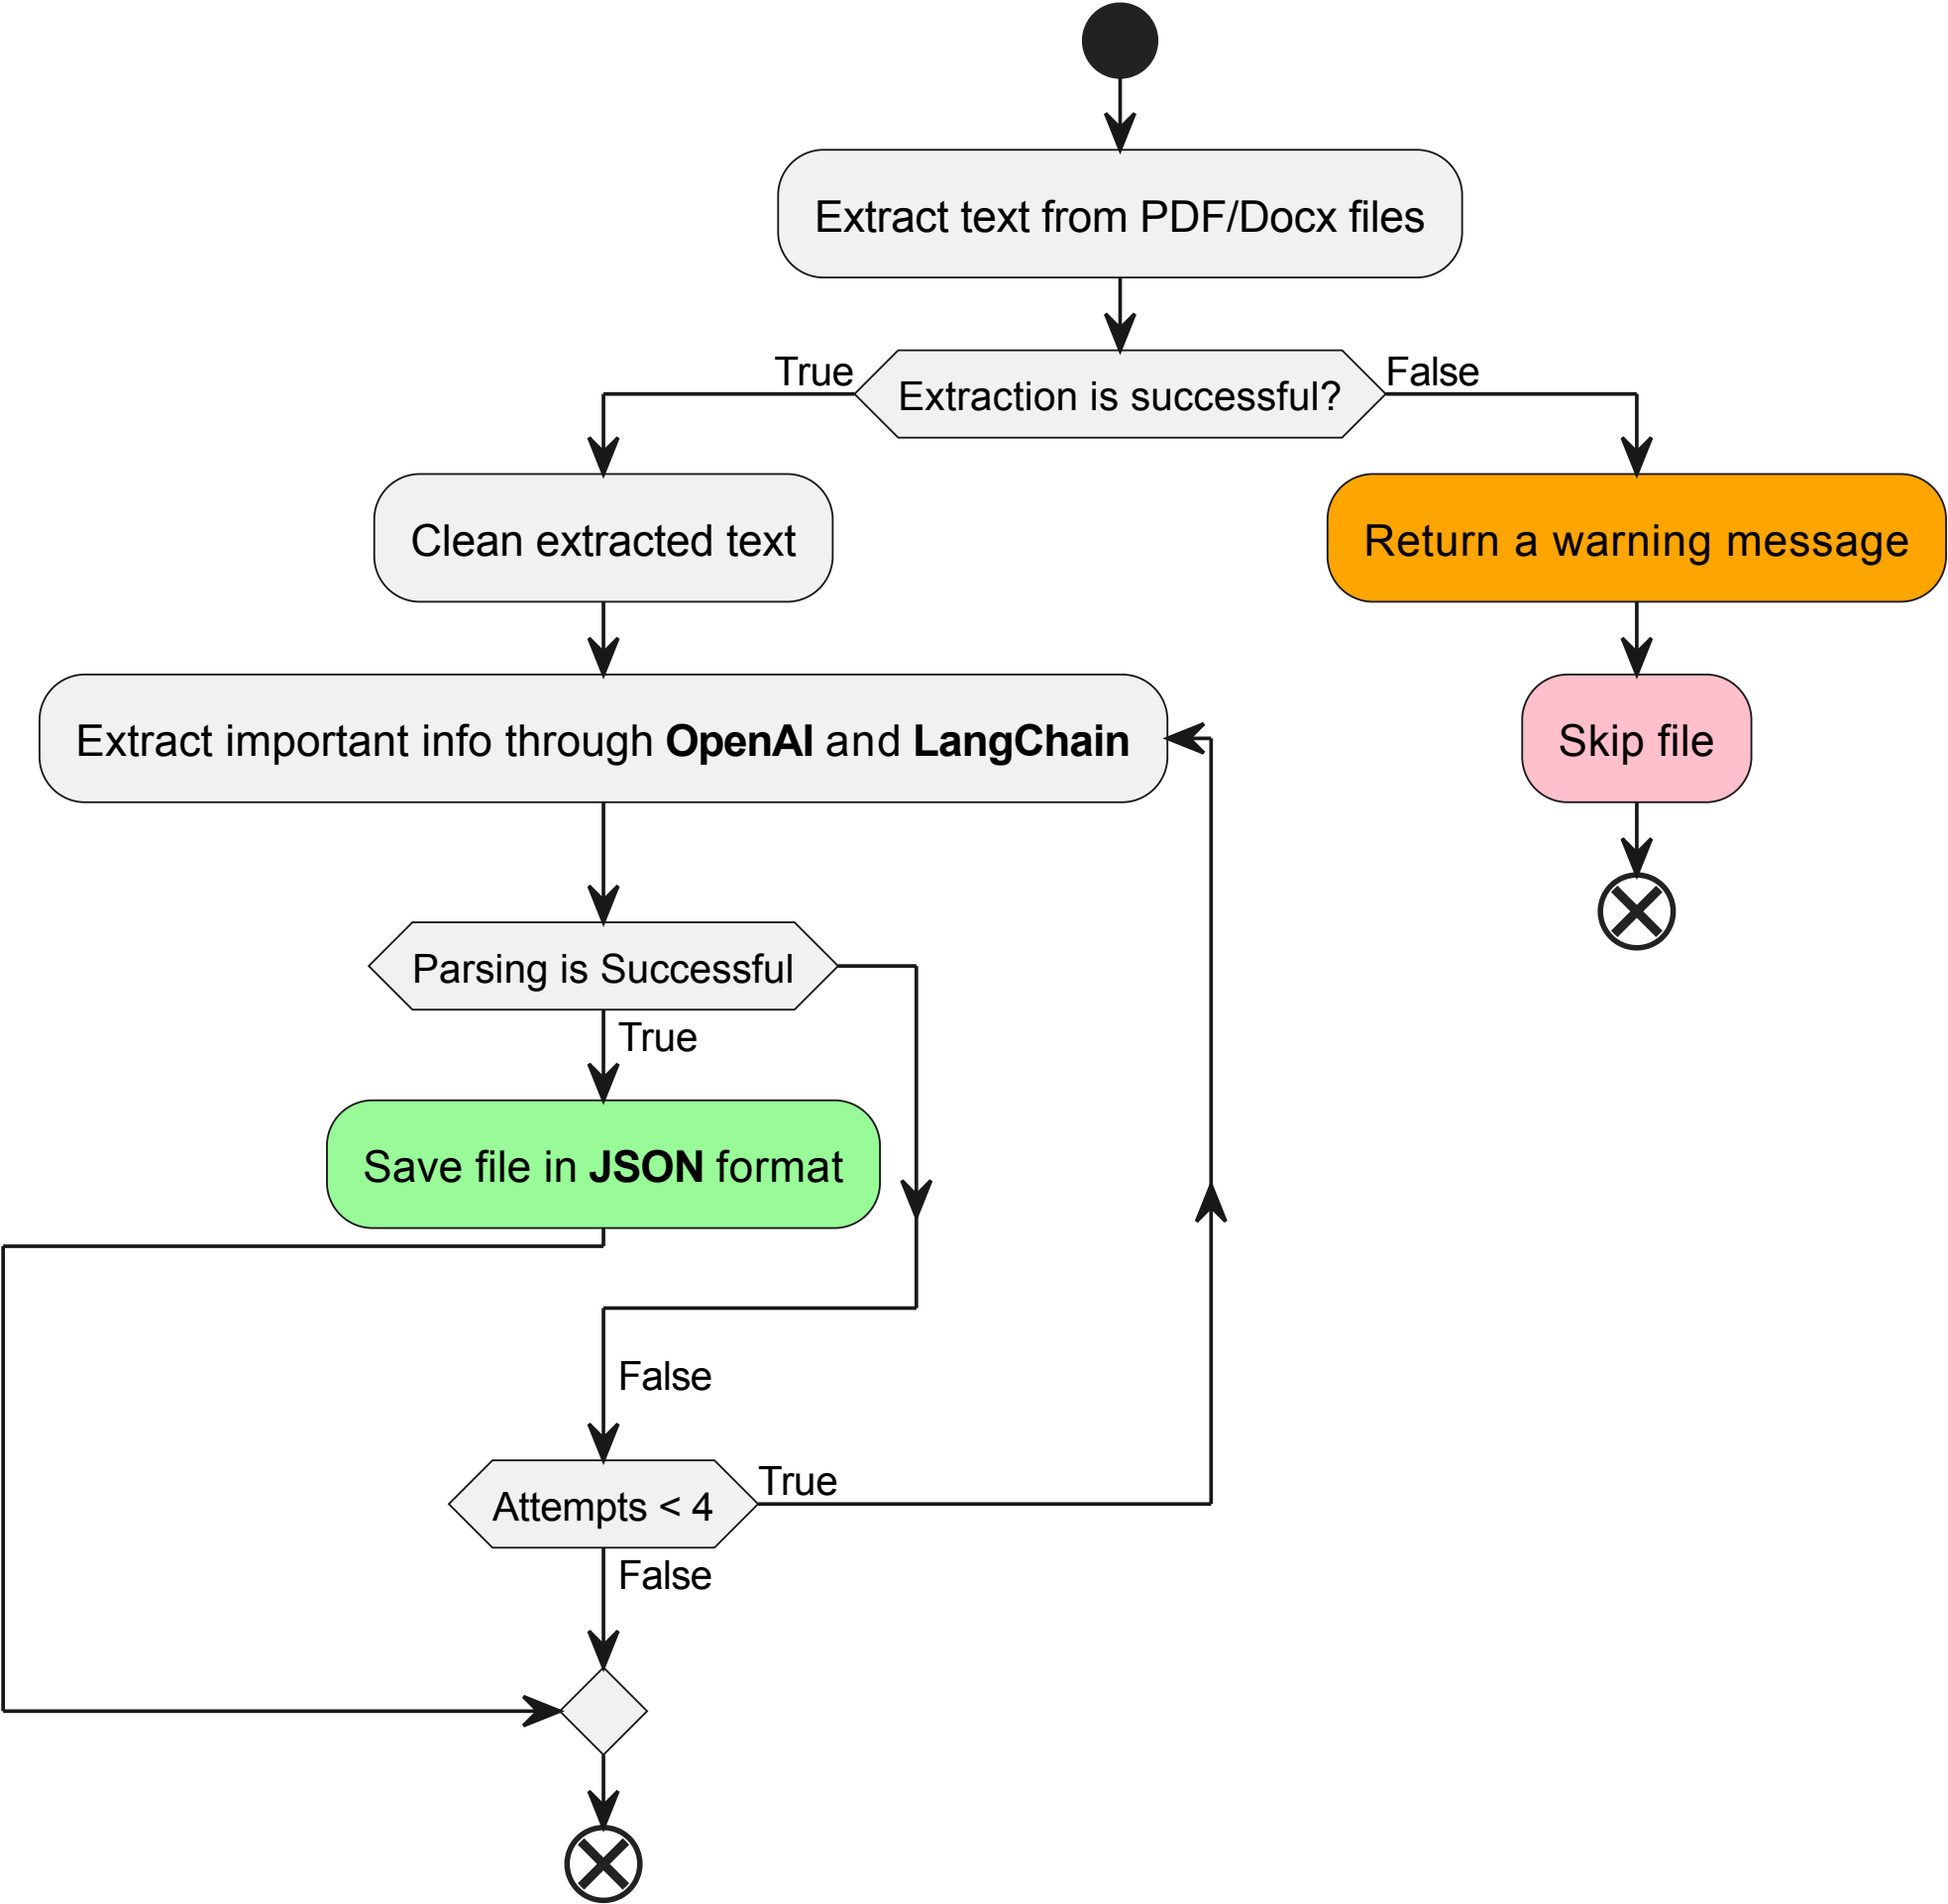 Extract text from PDF/Docx files
True
Extraction is successful?
False
Clean extracted text
Return a warning message
Extract important info through OpenAI and LangChain
Skip file
Parsing is Successful
True
Save file in JSON format
False
Attempts < 4
True
False